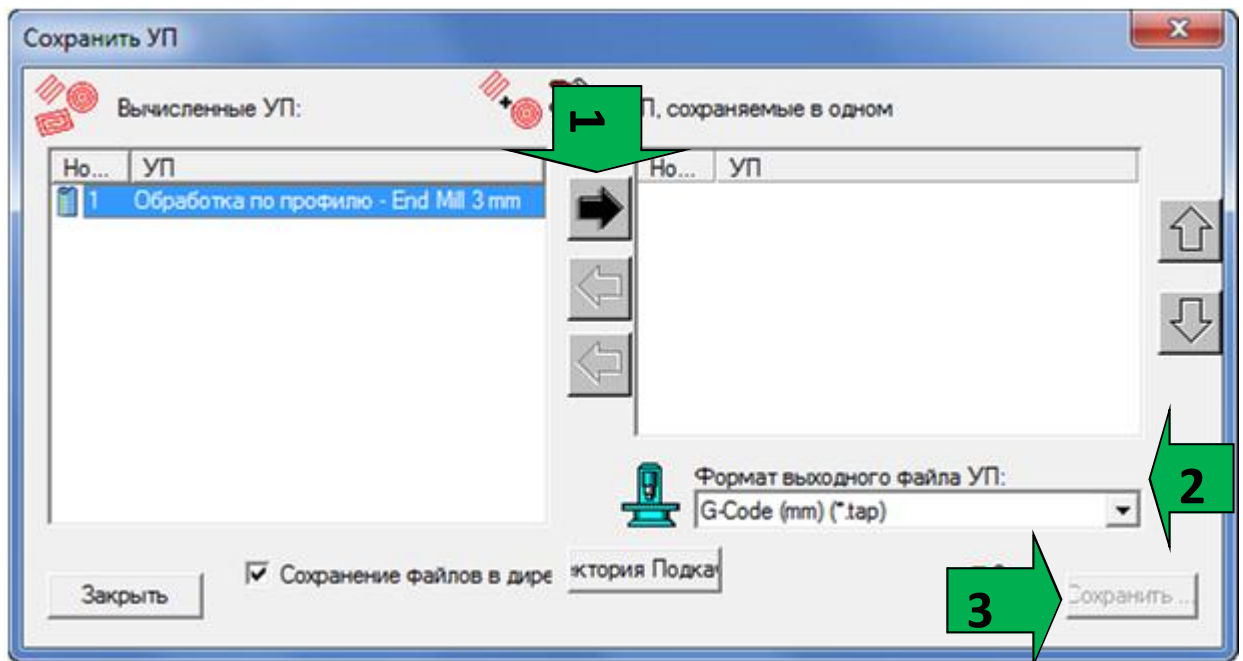 Сохранить УП
Вычисленные УП:
П, сохраняемые в одном
1
Но... УП
1 Обработка по профилю - End Mill 3 mm
Но... УП
Формат выходного файла УП:
G-Code (mm) (*.tap)
2
Сохранение файлов в дире
ктория Подка
Закрыть
3
Сохранить ...